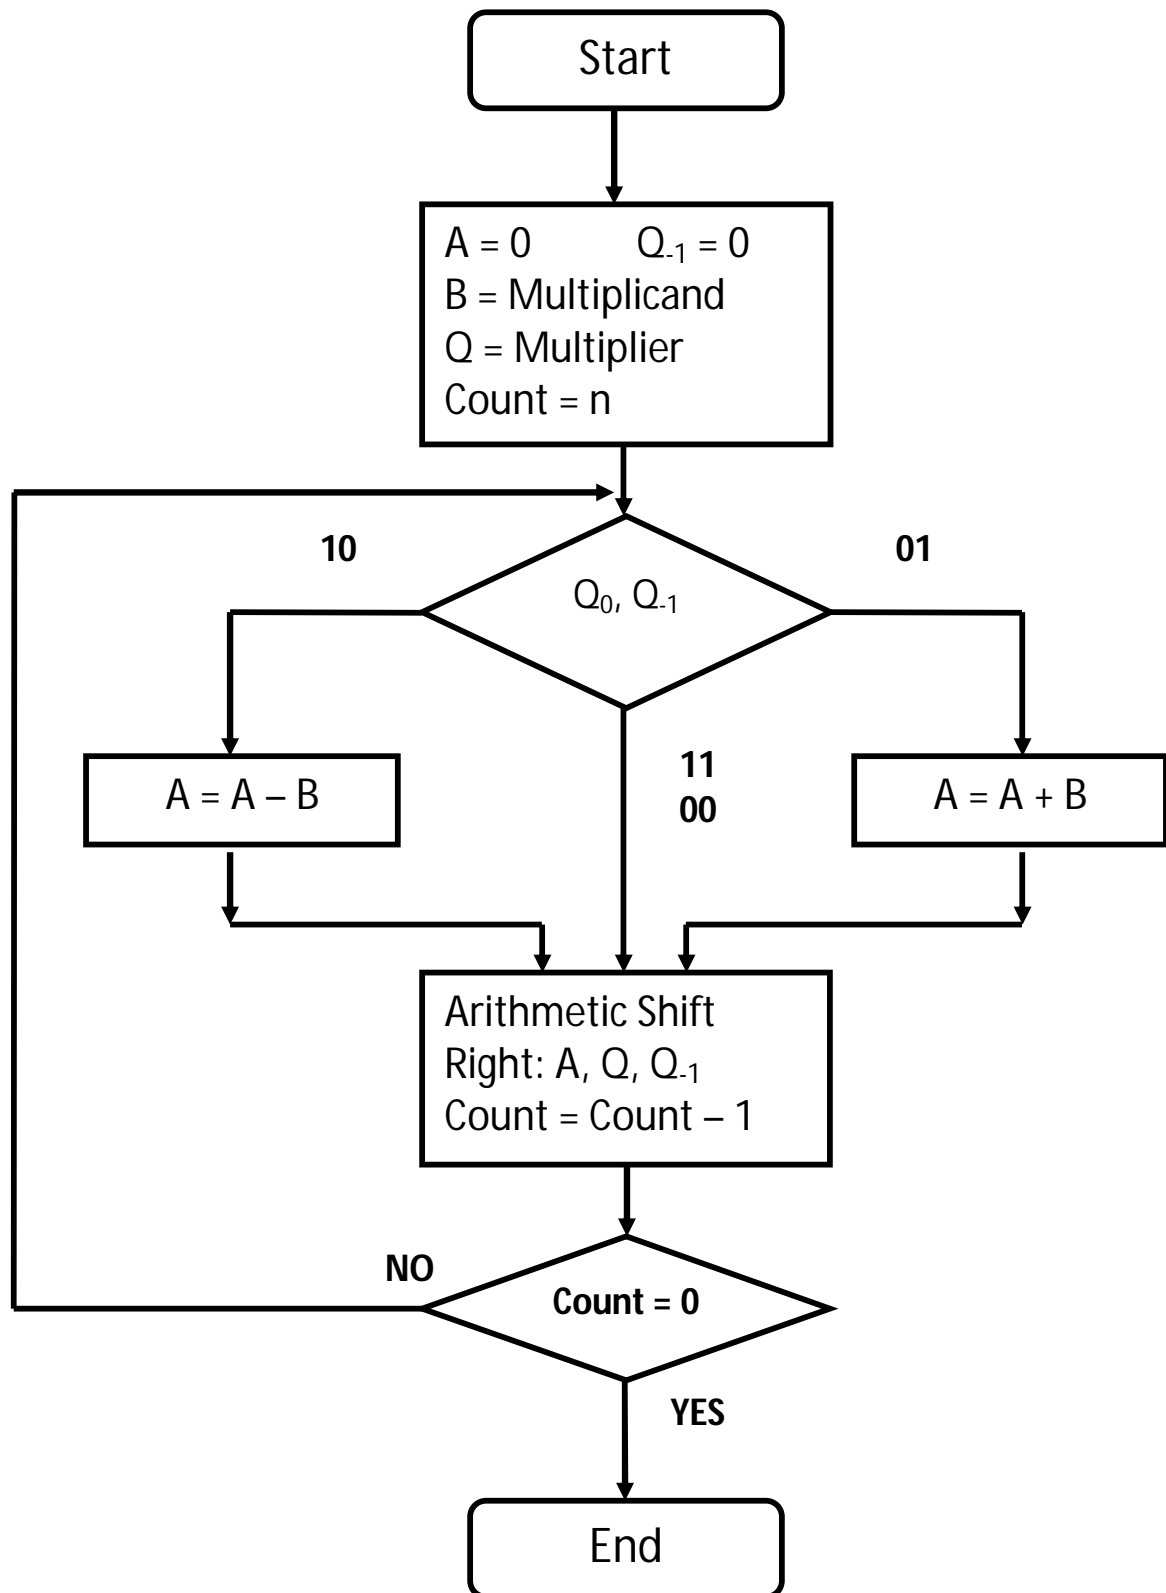 Start
A = 0 Q₋₁ = 0
B = Multiplicand
Q = Multiplier
Count = n
10
01
Q₀, Q₋₁
11
00
A = A – B
A = A + B
Arithmetic Shift
Right: A, Q, Q₋₁
Count = Count – 1
NO
Count = 0
YES
End